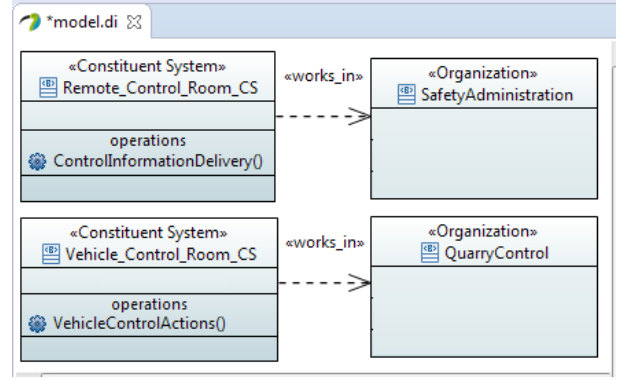 *model.di
«Constituent System»
Remote_Control_Room_CS
operations
ControlInformationDelivery()
«works_in»
«Organization»
SafetyAdministration
«Constituent System»
Vehicle_Control_Room_CS
operations
VehicleControlActions()
«works_in»
«Organization»
QuarryControl